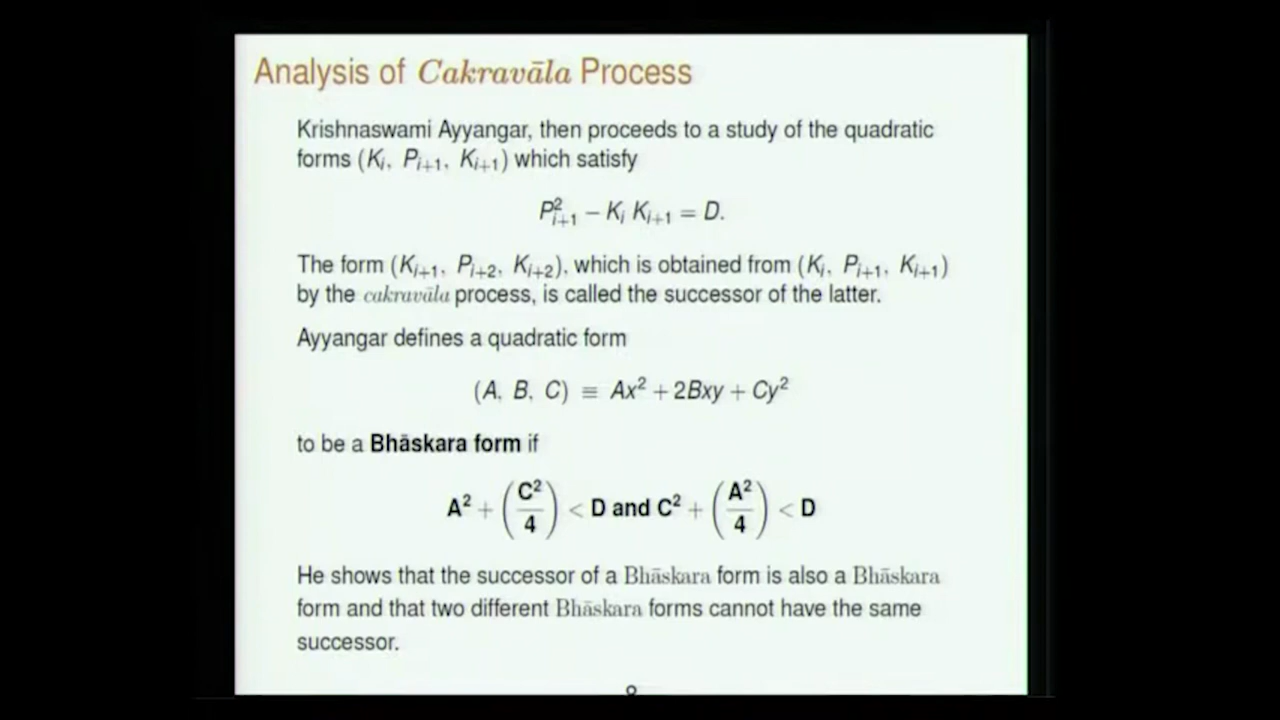 Analysis of Cakravāla Process
Krishnaswami Ayyangar, then proceeds to a study of the quadratic
forms (Kᵢ, Pᵢ₊₁, Kᵢ₊₁) which satisfy
P²ᵢ₊₁ − Kᵢ Kᵢ₊₁ = D.
The form (Kᵢ₊₁, Pᵢ₊₂, Kᵢ₊₂), which is obtained from (Kᵢ, Pᵢ₊₁, Kᵢ₊₁)
by the cakravāla process, is called the successor of the latter.
Ayyangar defines a quadratic form
(A, B, C) ≡ Ax² + 2Bxy + Cy²
to be a Bhāskara form if
A² + (C²/4) < D and C² + (A²/4) < D
He shows that the successor of a Bhāskara form is also a Bhāskara
form and that two different Bhāskara forms cannot have the same
successor.